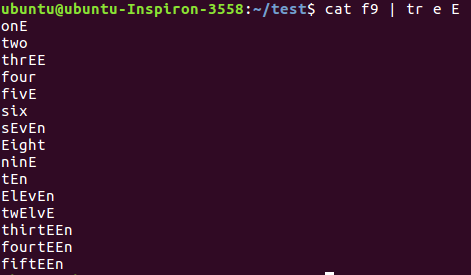 ubuntu@ubuntu-Inspiron-3558:~/test$ cat f9 | tr e E
onE
two
thrEE
four
fivE
six
sEvEn
Eight
ninE
tEn
ElEvEn
twElvE
thirtEEn
fourtEEn
fiftEEn